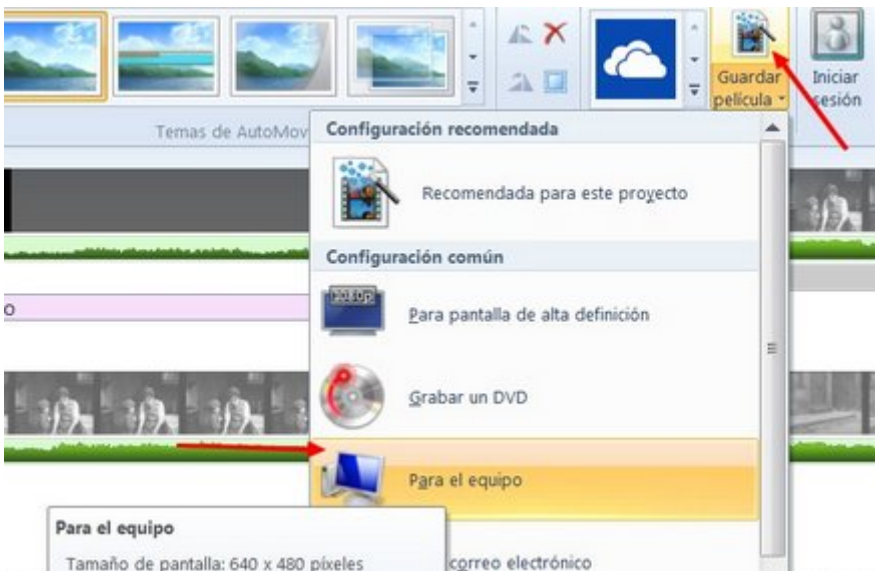 Guardar
película
Iniciar
sesión
Temas de AutoMov
Configuración recomendada
Recomendada para este proyecto
Configuración común
1080p
Para pantalla de alta definición
Grabar un DVD
Para el equipo
Para el equipo
Tamaño de pantalla: 640 x 480 píxeles
correo electrónico
o